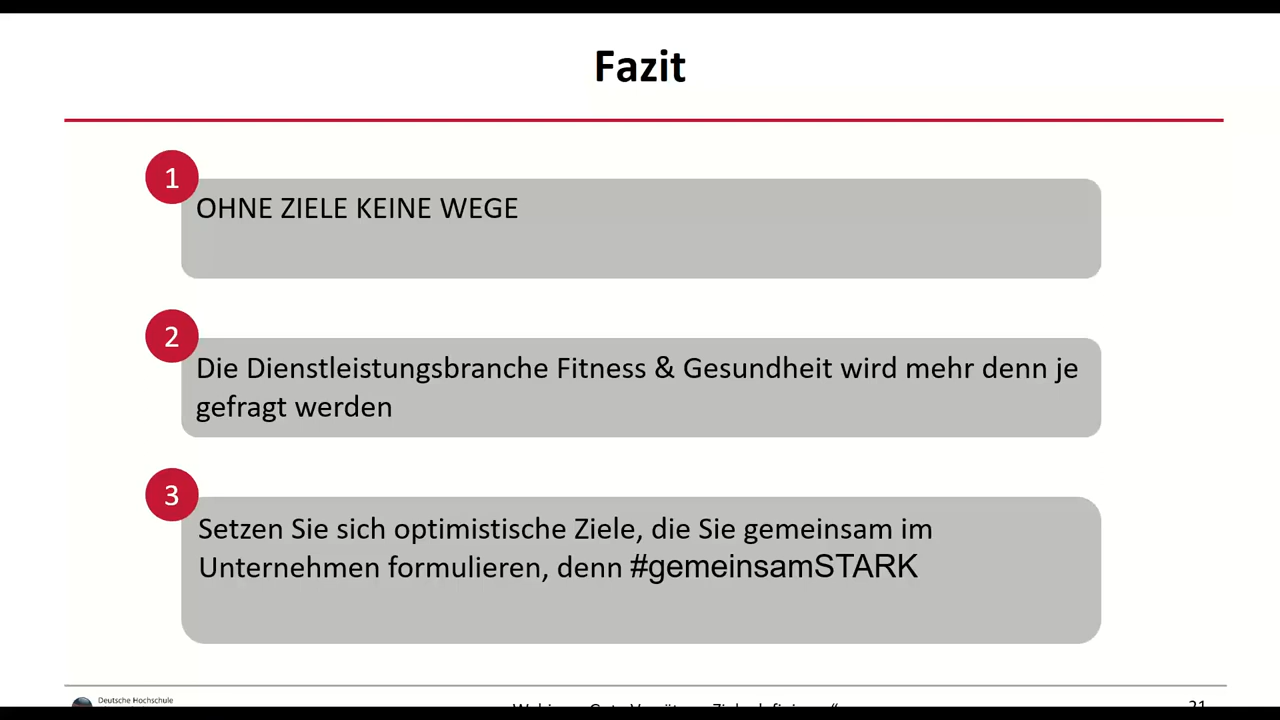 Fazit
1
OHNE ZIELE KEINE WEGE
2
Die Dienstleistungsbranche Fitness & Gesundheit wird mehr denn je
gefragt werden
3
Setzen Sie sich optimistische Ziele, die Sie gemeinsam im
Unternehmen formulieren, denn #gemeinsamSTARK
Deutsche Hochschule